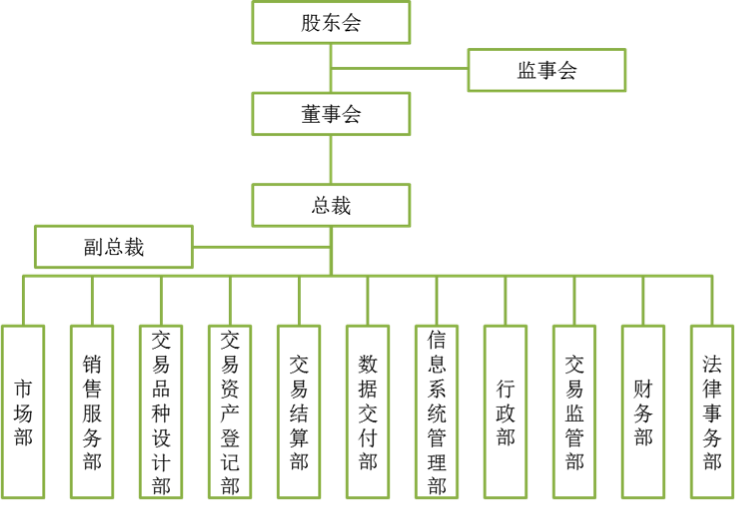 股东会
监事会
董事会
总裁
副总裁
市场部
销售服务部
交易品种设计部
交易资产登记部
交易结算部
数据交付部
信息系统管理部
行政部
交易监管部
财务部
法律事务部